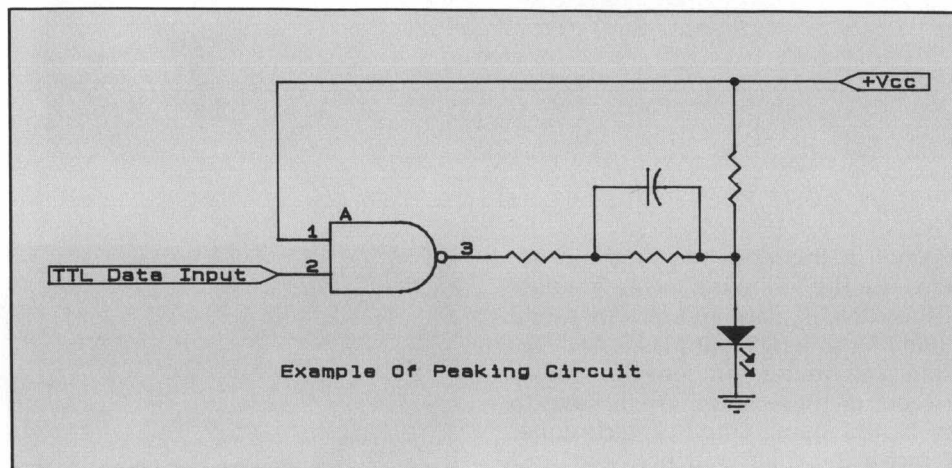 +Vcc
A
1
3
2
TTL Data Input
Example Of Peaking Circuit